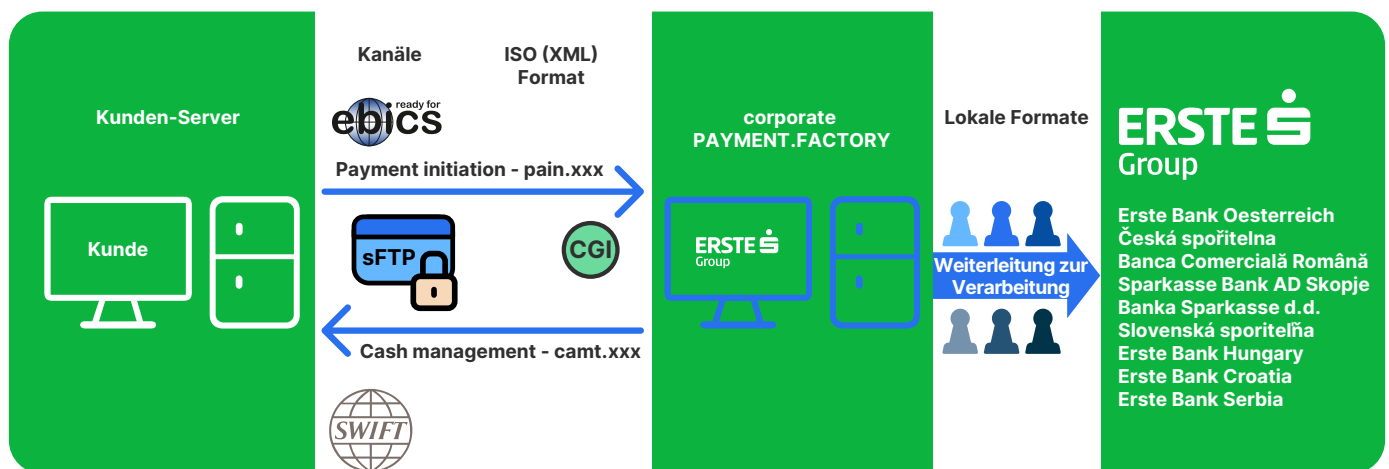 Kunden-Server
Kunde
Kanäle
ISO (XML)
Format
ready for
ebics
Payment initiation - pain.xxx
sFTP
CGI
Cash management - camt.xxx
SWIFT
corporate
PAYMENT.FACTORY
ERSTE
Group
Lokale Formate
Weiterleitung zur
Verarbeitung
ERSTE
Group
Erste Bank Oesterreich
Česká spořitelna
Banca Comercială Română
Sparkasse Bank AD Skopje
Banka Sparkasse d.d.
Slovenská sporiteľňa
Erste Bank Hungary
Erste Bank Croatia
Erste Bank Serbia